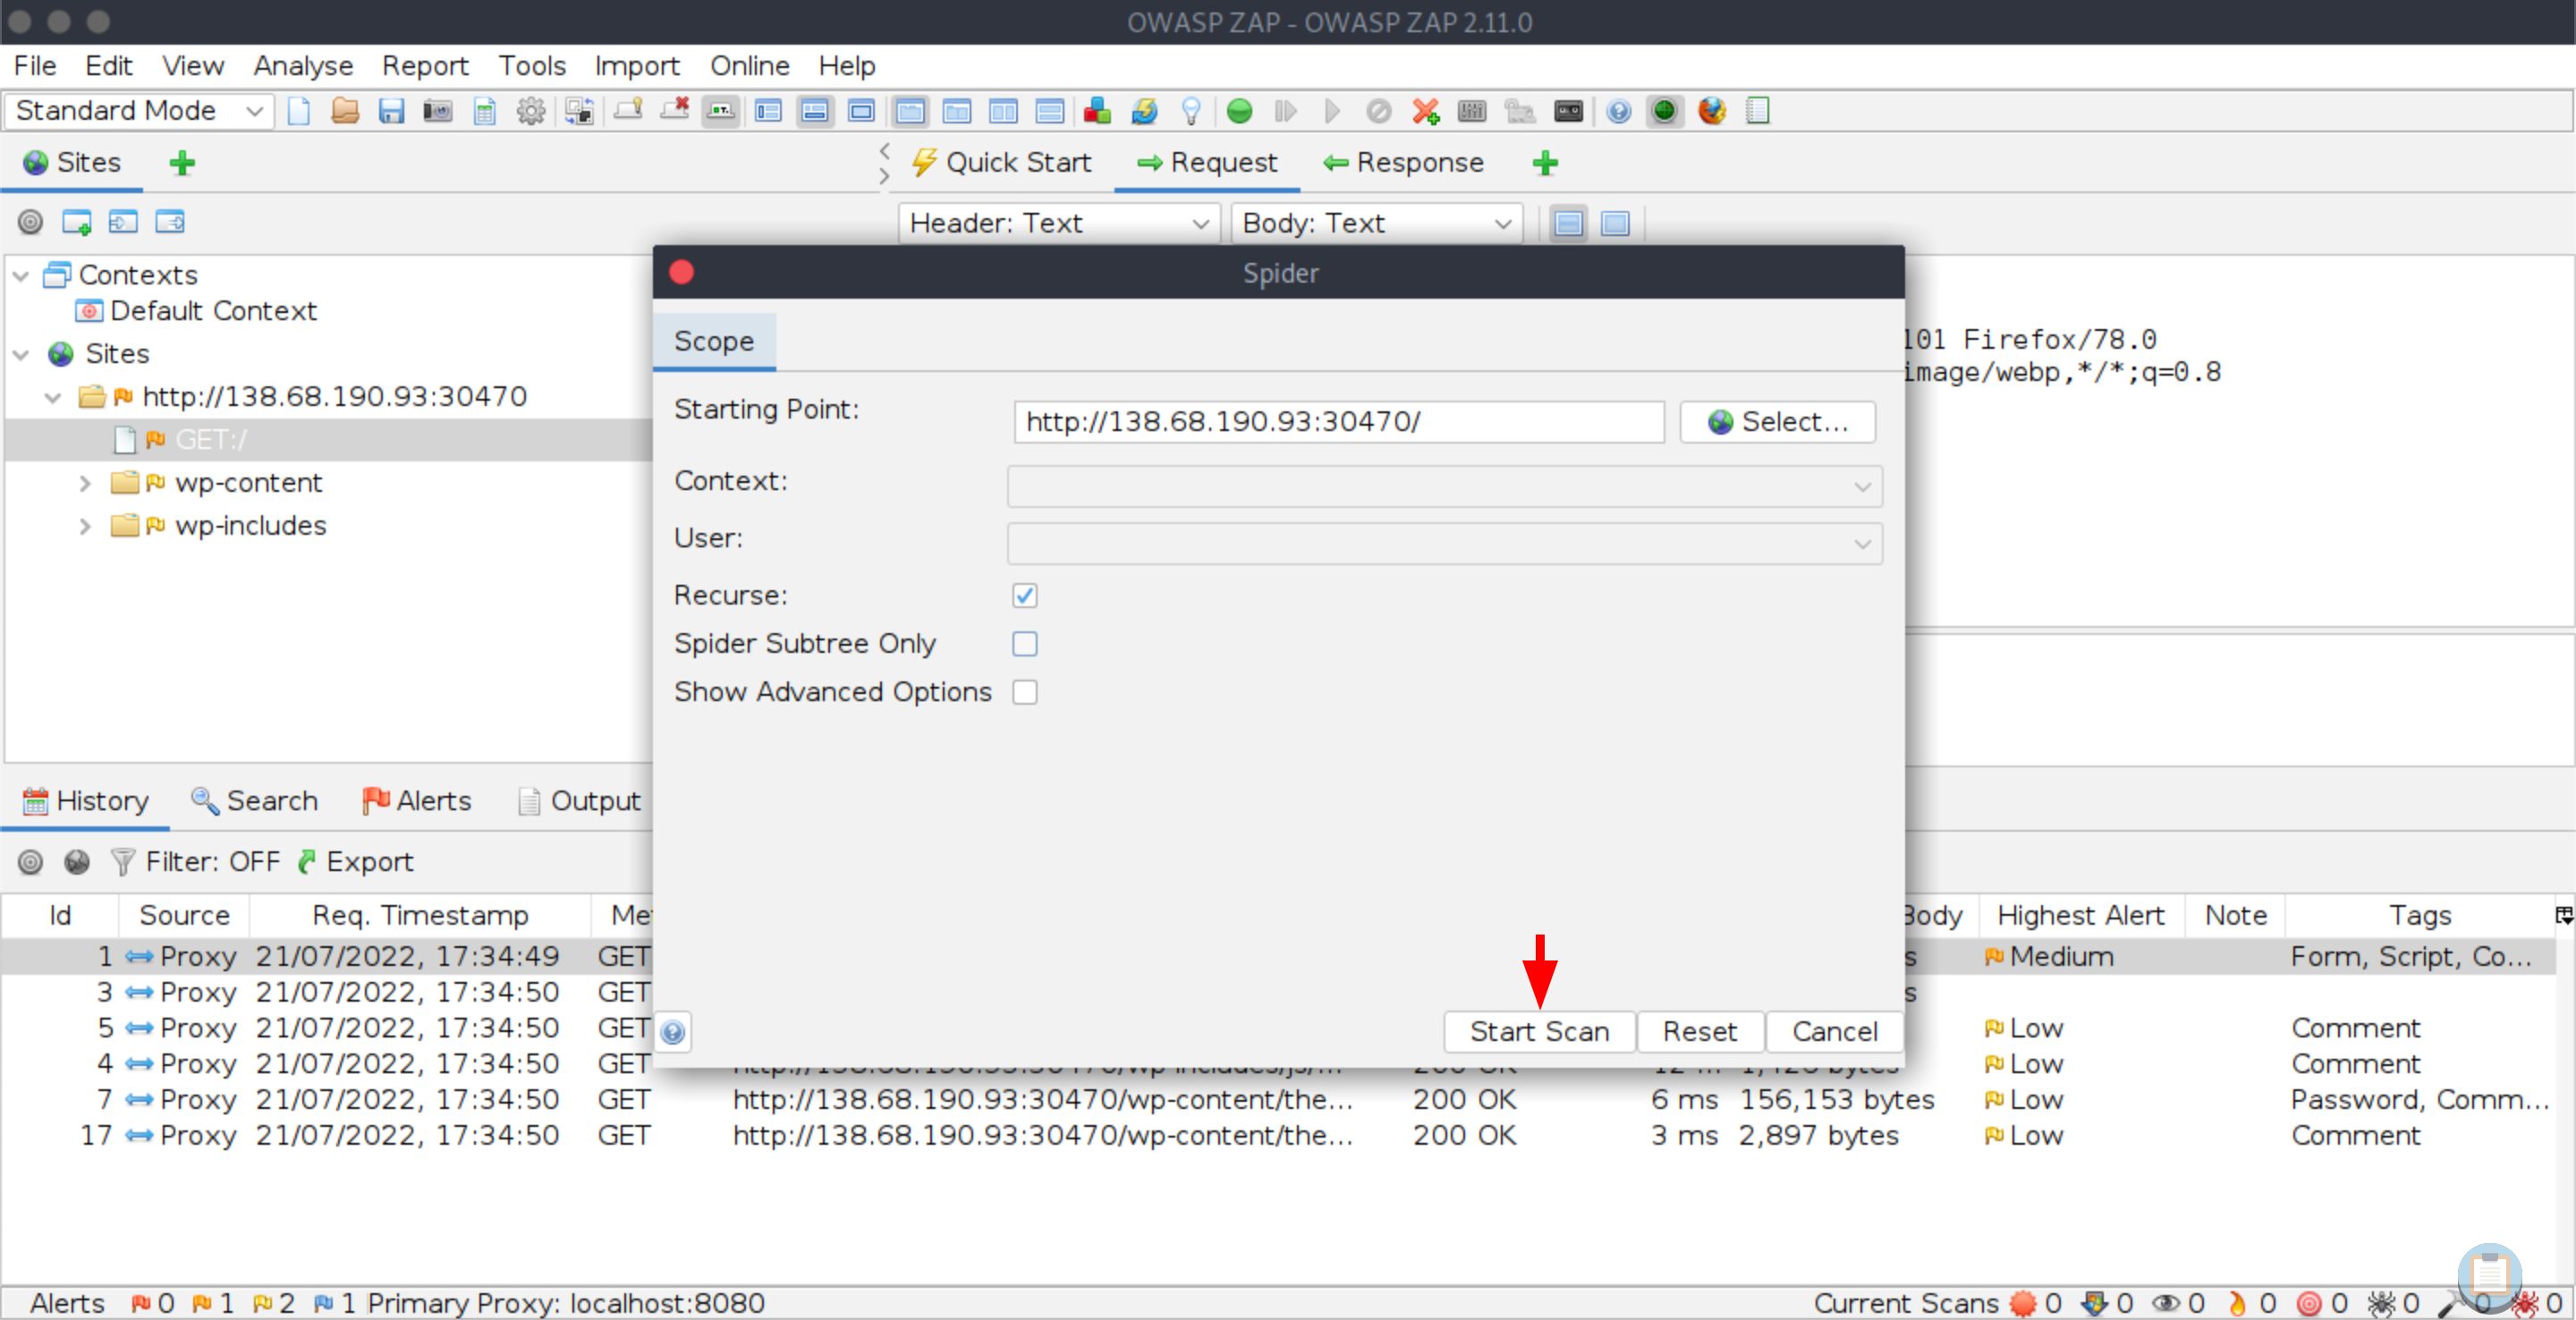 OWASP ZAP - OWASP ZAP 2.11.0
File Edit View Analyse Report Tools Import Online Help
Standard Mode
Sites
Quick Start Request Response
Header: Text Body: Text
Contexts
Default Context
Sites
http://138.68.190.93:30470
GET:/
wp-content
wp-includes
101 Firefox/78.0
image/webp,*/*;q=0.8
Spider
Scope
Starting Point: http://138.68.190.93:30470/ Select...
Context:
User:
Recurse:
Spider Subtree Only
Show Advanced Options
Start Scan Reset Cancel
History Search Alerts Output
Filter: OFF Export
Id Source Req. Timestamp Me Body Highest Alert Note Tags
1 Proxy 21/07/2022, 17:34:49 GET s Medium Form, Script, Co...
3 Proxy 21/07/2022, 17:34:50 GET s
5 Proxy 21/07/2022, 17:34:50 GET Low Comment
4 Proxy 21/07/2022, 17:34:50 GET http://138.68.190.93:30470/wp-includes/js/... 200 OK Low Comment
7 Proxy 21/07/2022, 17:34:50 GET http://138.68.190.93:30470/wp-content/the... 200 OK 6 ms 156,153 bytes Low Password, Comm...
17 Proxy 21/07/2022, 17:34:50 GET http://138.68.190.93:30470/wp-content/the... 200 OK 3 ms 2,897 bytes Low Comment
Alerts 0 1 2 1 Primary Proxy: localhost:8080 Current Scans 0 0 0 0 0 0 0 0